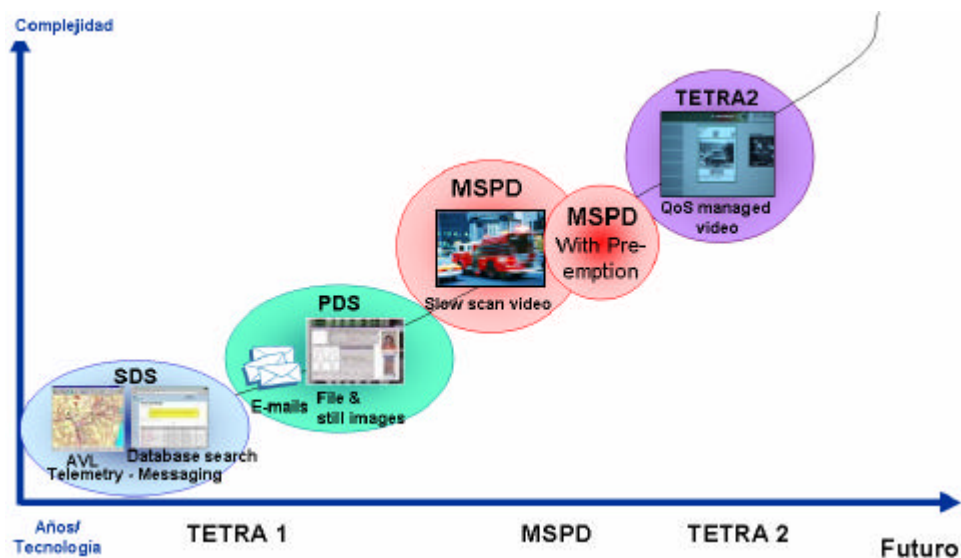 Complejidad
TETRA2
QoS managed
video
MSPD
Slow scan video
MSPD
With Pre-
emption
PDS
E-mails
File &
still images
SDS
AVL
Database search
Telemetry - Messaging
Años/
Tecnología
TETRA 1
MSPD
TETRA 2
Futuro